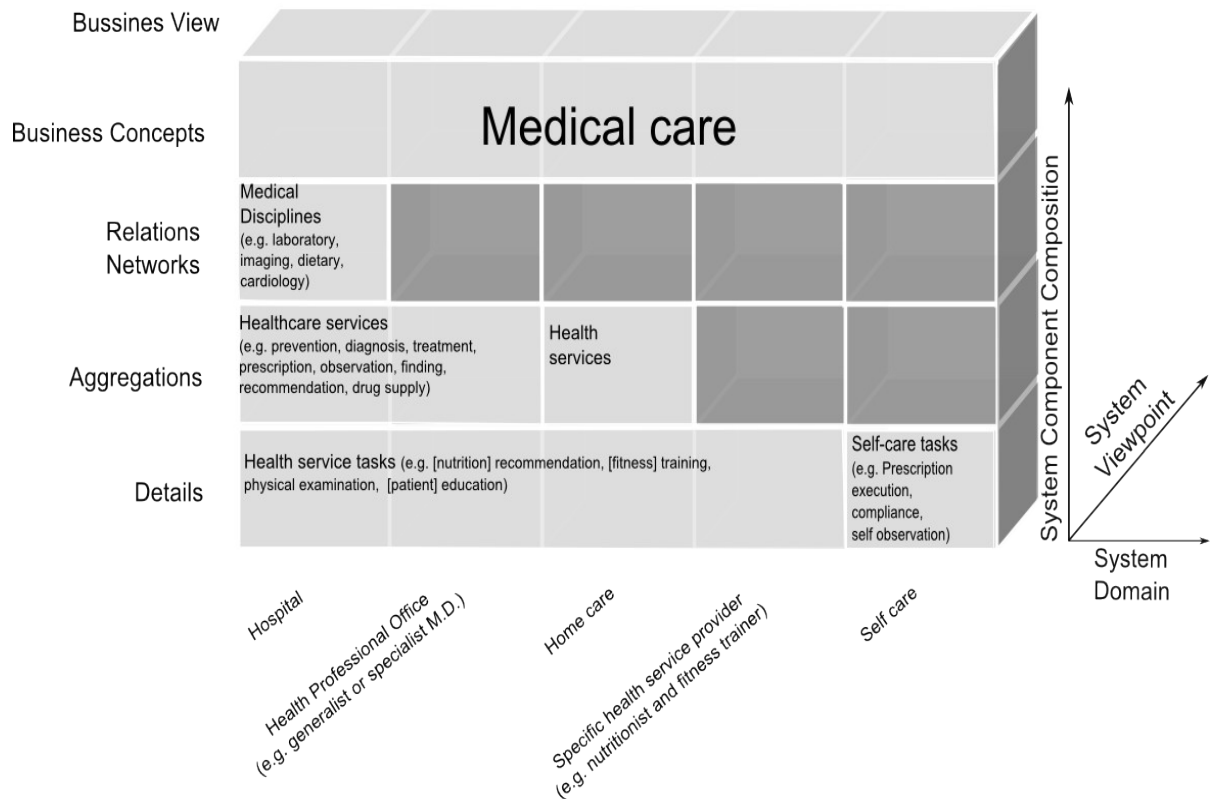 Bussines View
Business Concepts
Medical care
Relations
Networks
Medical
Disciplines
(e.g. laboratory,
imaging, dietary,
cardiology)
Aggregations
Healthcare services
(e.g. prevention, diagnosis, treatment,
prescription, observation, finding,
recommendation, drug supply)
Health
services
Details
Health service tasks (e.g. [nutrition] recommendation, [fitness] training,
physical examination, [patient] education)
Self-care tasks
(e.g. Prescription
execution,
compliance,
self observation)
Hospital
Health Professional Office
(e.g. generalist or specialist M.D.)
Home care
Specific health service provider
(e.g. nutritionist and fitness trainer)
Self care
System Component Composition
System
Viewpoint
System
Domain